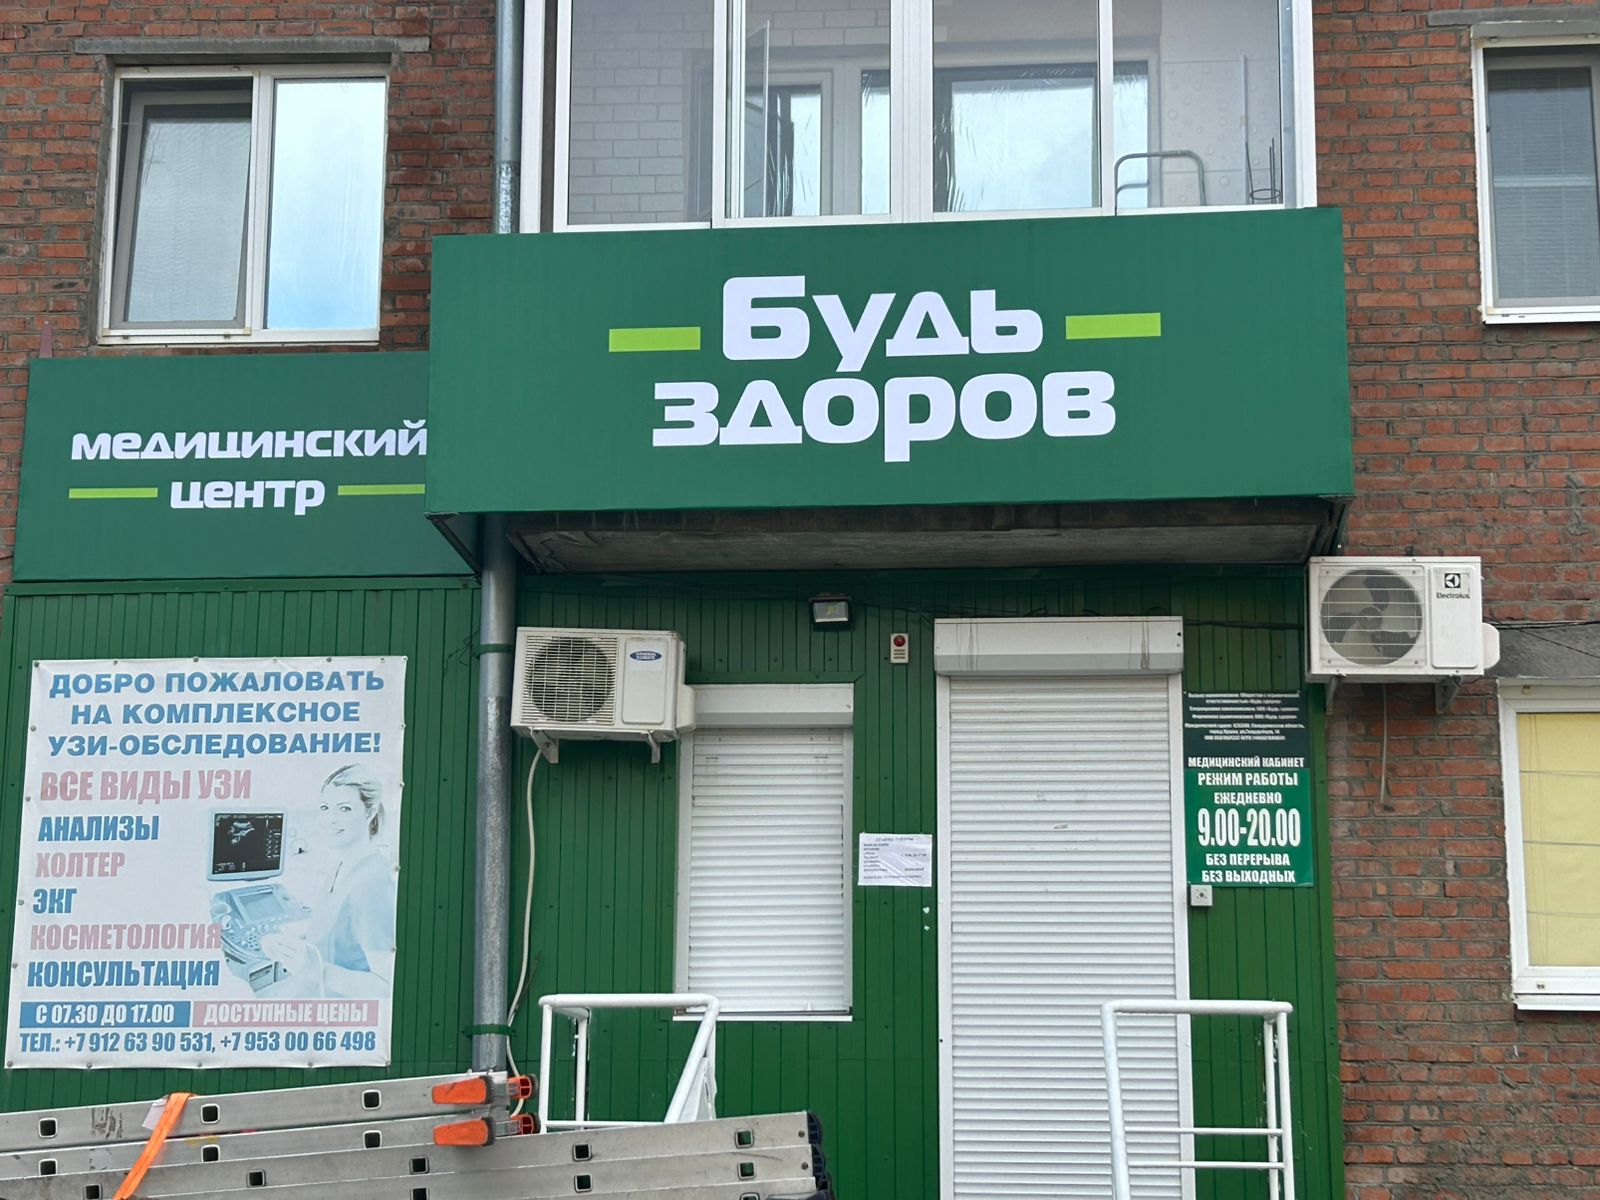 Будь
здоров
медицинский
центр
ДОБРО ПОЖАЛОВАТЬ
НА КОМПЛЕКСНОЕ
УЗИ-ОБСЛЕДОВАНИЕ!
ВСЕ ВИДЫ УЗИ
АНАЛИЗЫ
ХОЛТЕР
ЭКГ
КОСМЕТОЛОГИЯ
КОНСУЛЬТАЦИЯ
С 07.30 ДО 17.00 ДОСТУПНЫЕ ЦЕНЫ
ТЕЛ.: +7 912 63 90 531, +7 953 00 66 498
Electrolux
МЕДИЦИНСКИЙ КАБИНЕТ
РЕЖИМ РАБОТЫ
ЕЖЕДНЕВНО
9.00-20.00
БЕЗ ПЕРЕРЫВА
БЕЗ ВЫХОДНЫХ